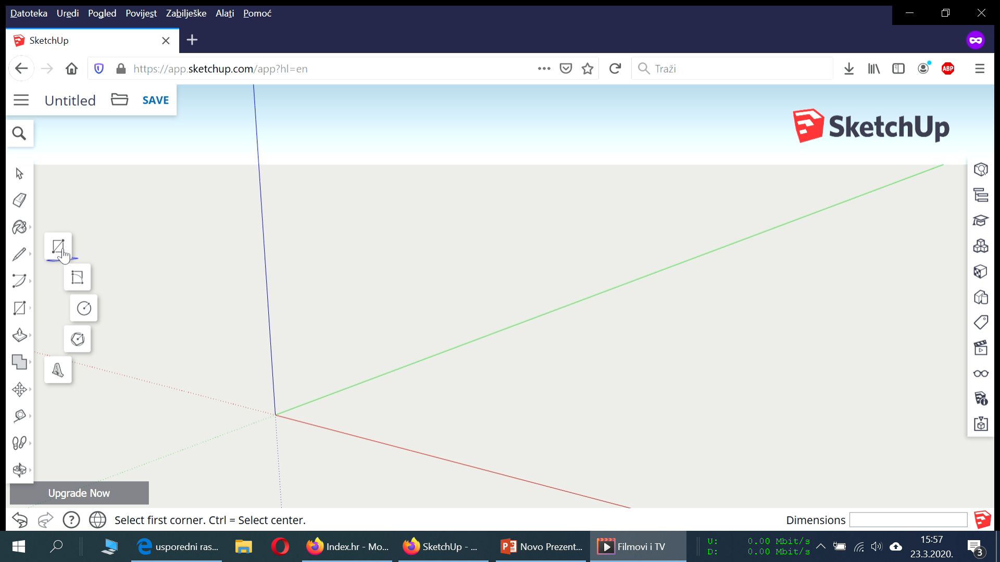 Datoteka Uredi Pogled Povijest Zabilješke Alati Pomoć
SketchUp
https://app.sketchup.com/app?hl=en
Traži
ABP
Untitled
SAVE
SketchUp
Upgrade Now
Select first corner. Ctrl = Select center.
Dimensions
usporedni ras...
Index.hr - Mo...
SketchUp - ...
Novo Prezent...
Filmovi i TV
U: 0.00 Mbit/s
D: 0.00 Mbit/s
15:57
23.3.2020.
3